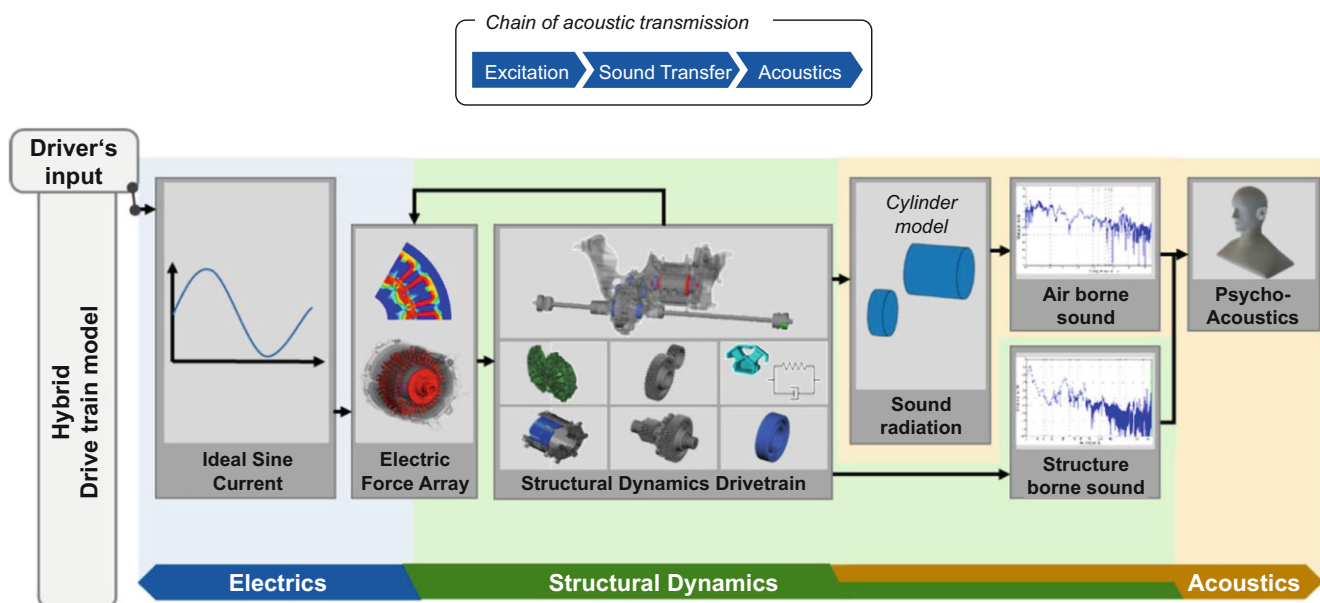 Chain of acoustic transmission
Excitation
Sound Transfer
Acoustics
Driver‘s
input
Hybrid
Drive train model
Ideal Sine
Current
Electric
Force Array
Structural Dynamics Drivetrain
Cylinder
model
Sound
radiation
Air borne
sound
Structure
borne sound
Psycho-
Acoustics
Electrics
Structural Dynamics
Acoustics